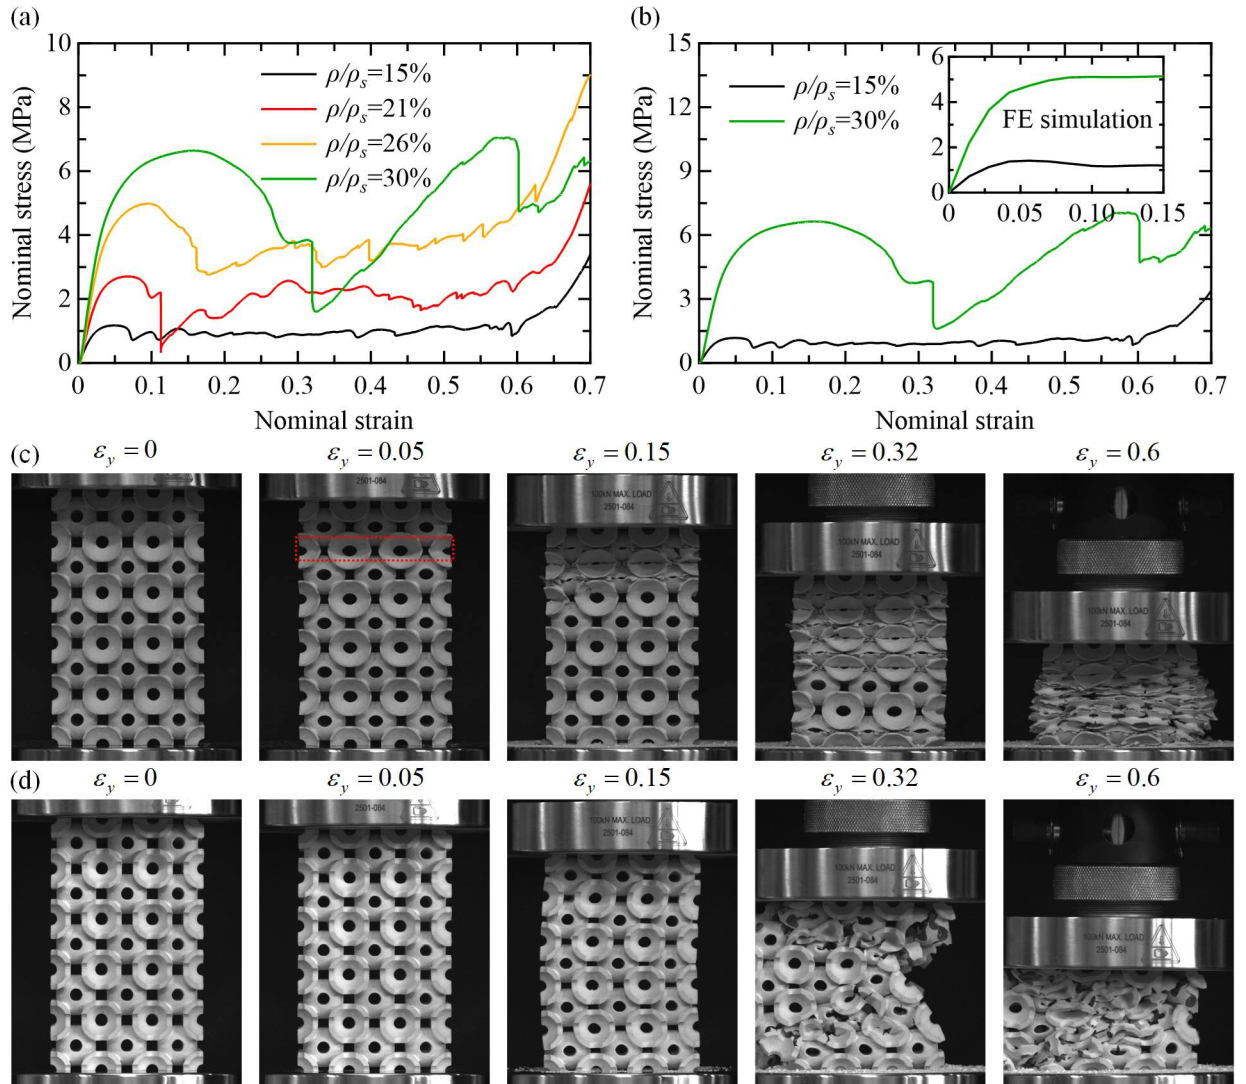 (a)
10
8
6
4
2
0
Nominal stress (MPa)
ρ/ρs=15%
ρ/ρs=21%
ρ/ρs=26%
ρ/ρs=30%
0 0.1 0.2 0.3 0.4 0.5 0.6 0.7
Nominal strain
(b)
15
12
9
6
3
0
Nominal stress (MPa)
ρ/ρs=15%
ρ/ρs=30%
6
4
2
0
FE simulation
0 0.05 0.10 0.15
0 0.1 0.2 0.3 0.4 0.5 0.6 0.7
Nominal strain
(c)
εy = 0
εy = 0.05
εy = 0.15
εy = 0.32
εy = 0.6
2501-084
100kN MAX. LOAD
2501-084
100kN MAX. LOAD
2501-084
100kN MAX. LOAD
2501-084
(d)
εy = 0
εy = 0.05
εy = 0.15
εy = 0.32
εy = 0.6
2501-084
100kN MAX. LOAD
2501-084
100kN MAX. LOAD
2501-084
100kN MAX. LOAD
2501-084